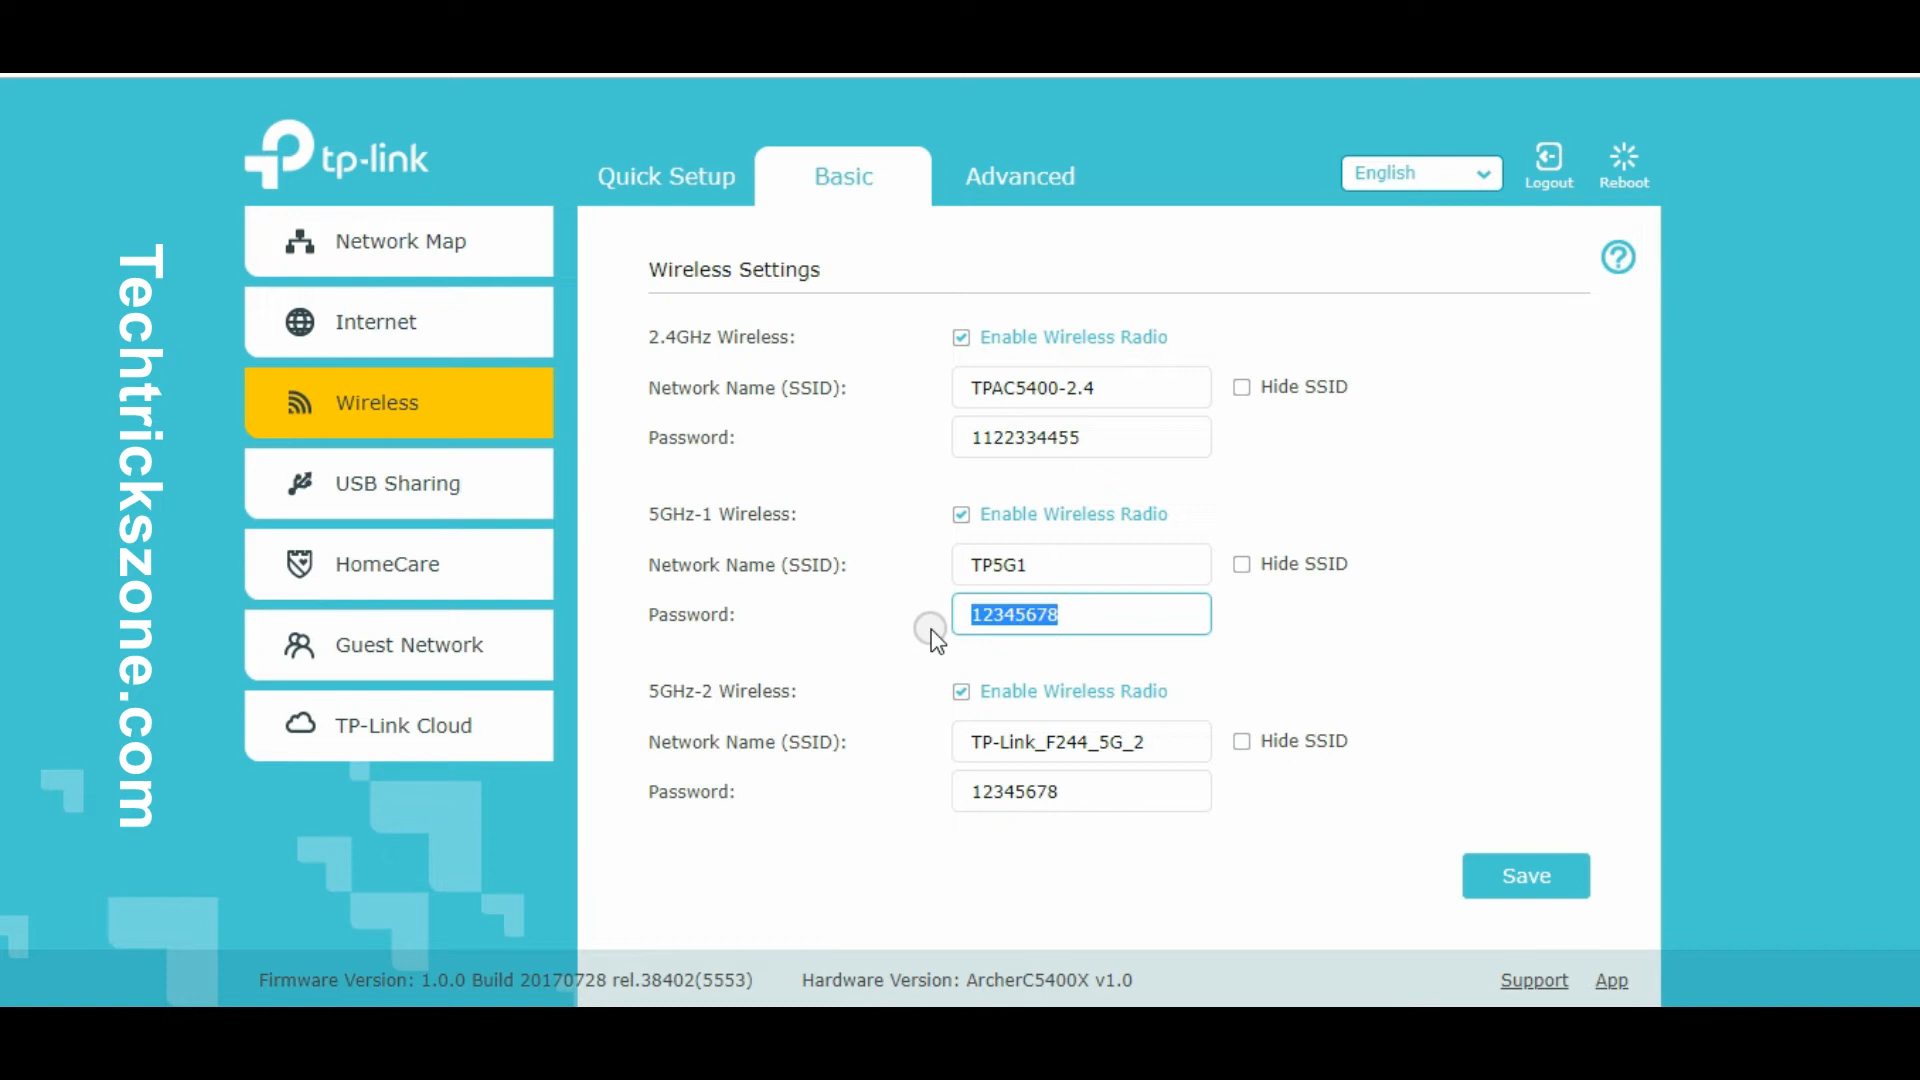 tp-link
Quick Setup
Basic
Advanced
English
Logout
Reboot
Network Map
Internet
Wireless
USB Sharing
HomeCare
Guest Network
TP-Link Cloud
Techtrickszone.com
Wireless Settings
2.4GHz Wireless: Enable Wireless Radio
Network Name (SSID): TPAC5400-2.4 Hide SSID
Password: 1122334455
5GHz-1 Wireless: Enable Wireless Radio
Network Name (SSID): TP5G1 Hide SSID
Password: 12345678
5GHz-2 Wireless: Enable Wireless Radio
Network Name (SSID): TP-Link_F244_5G_2 Hide SSID
Password: 12345678
Save
Firmware Version: 1.0.0 Build 20170728 rel.38402(5553) Hardware Version: ArcherC5400X v1.0 Support App